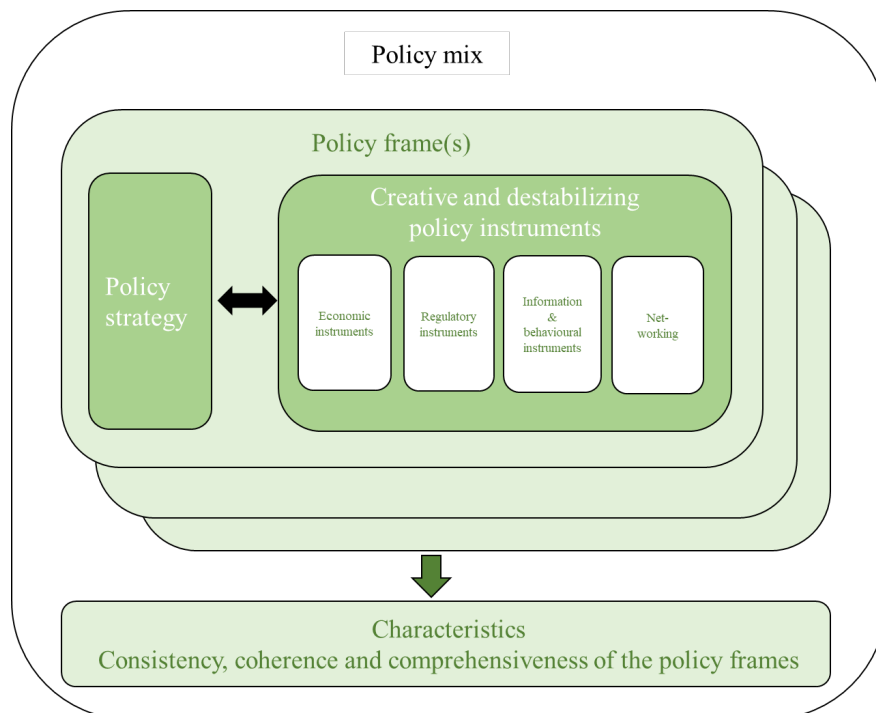 Policy mix
Policy frame(s)
Policy
strategy
Creative and destabilizing
policy instruments
Economic
instruments
Regulatory
instruments
Information
&
behavioural
instruments
Net-
working
Characteristics
Consistency, coherence and comprehensiveness of the policy frames